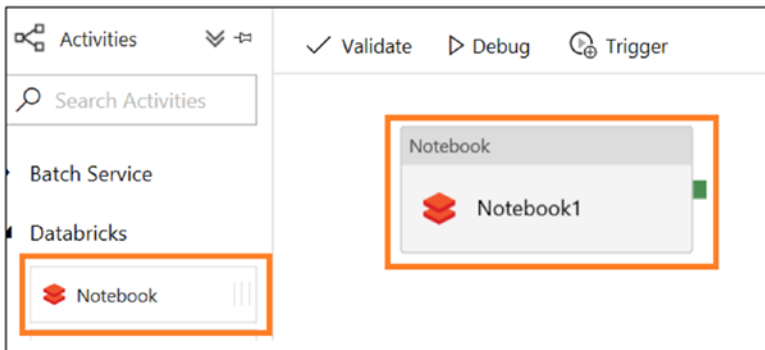 Activities
Validate
Debug
Trigger
Search Activities
Batch Service
Databricks
Notebook
Notebook
Notebook1